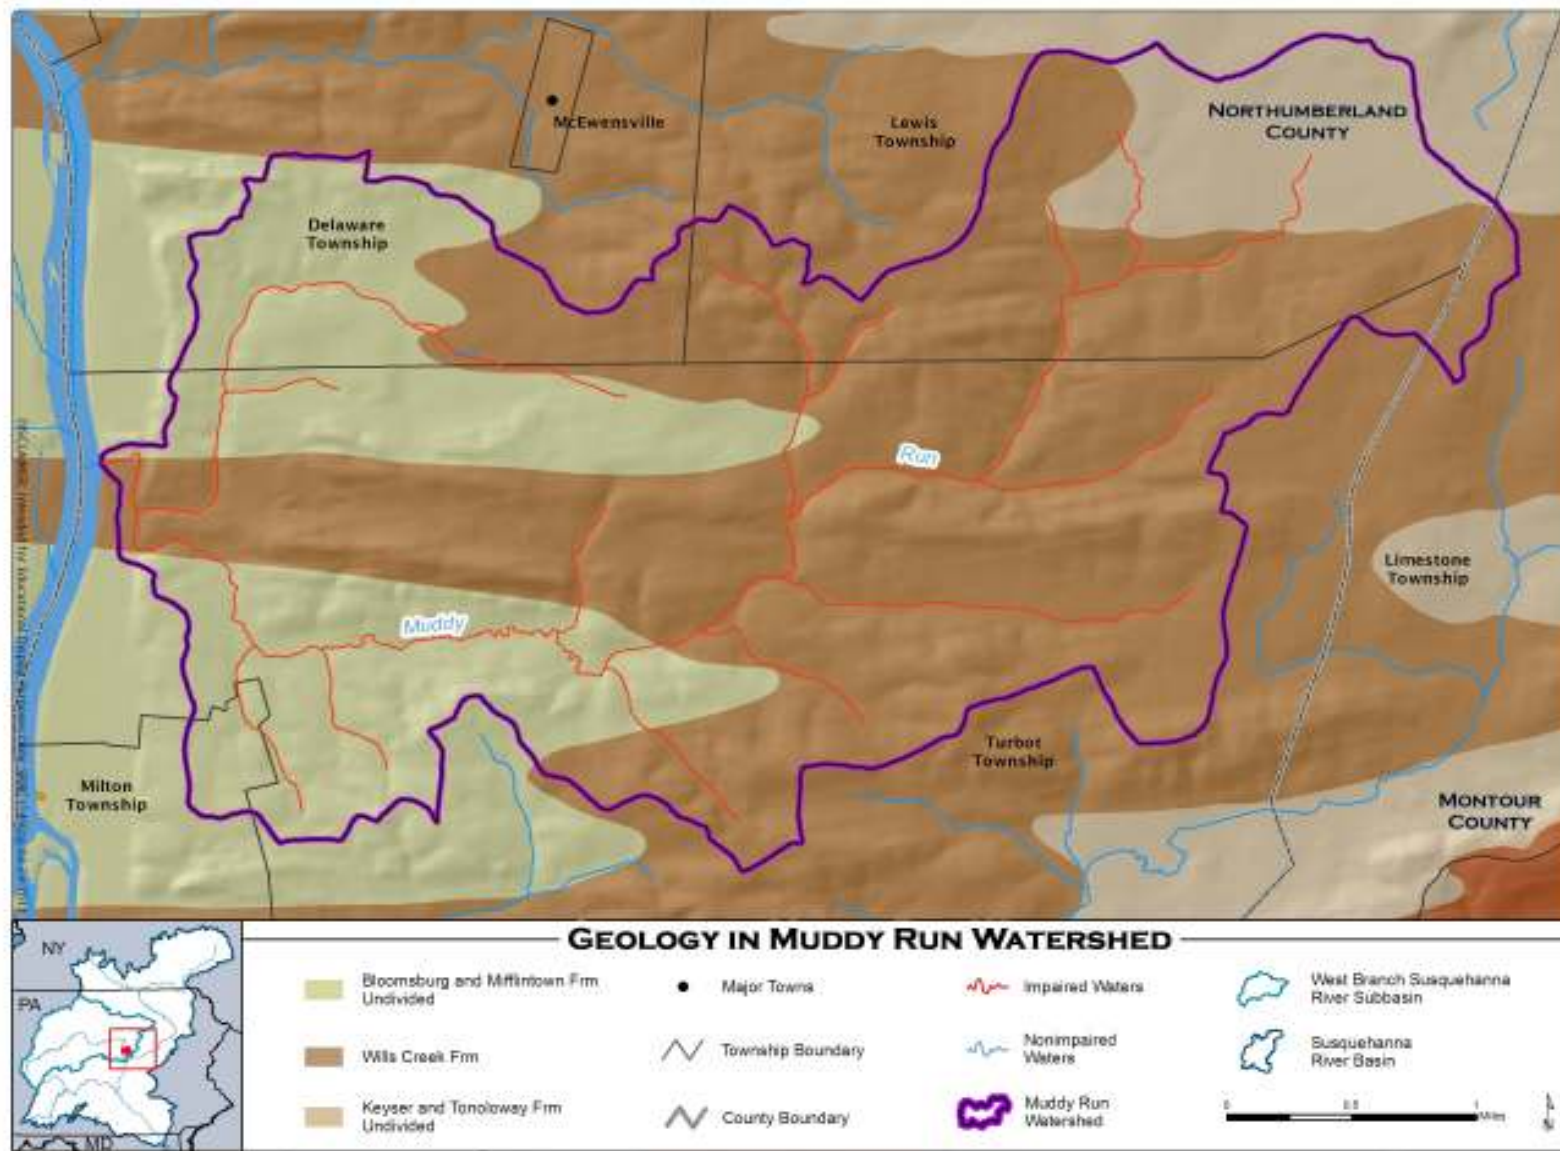 McEwensville
Lewis
Township
NORTHUMBERLAND
COUNTY
Delaware
Township
Run
Limestone
Township
Muddy
Turbot
Township
Milton
Township
MONTOUR
COUNTY
GEOLOGY IN MUDDY RUN WATERSHED
NY
PA
MD
Bloomsburg and Mifflintown Frm
Undivided
Wills Creek Frm
Keyser and Tonoloway Frm
Undivided
Major Towns
Township Boundary
County Boundary
Impaired Waters
Nonimpaired
Waters
Muddy Run
Watershed
West Branch Susquehanna
River Subbasin
Susquehanna
River Basin
0 0.5 1
Miles
N